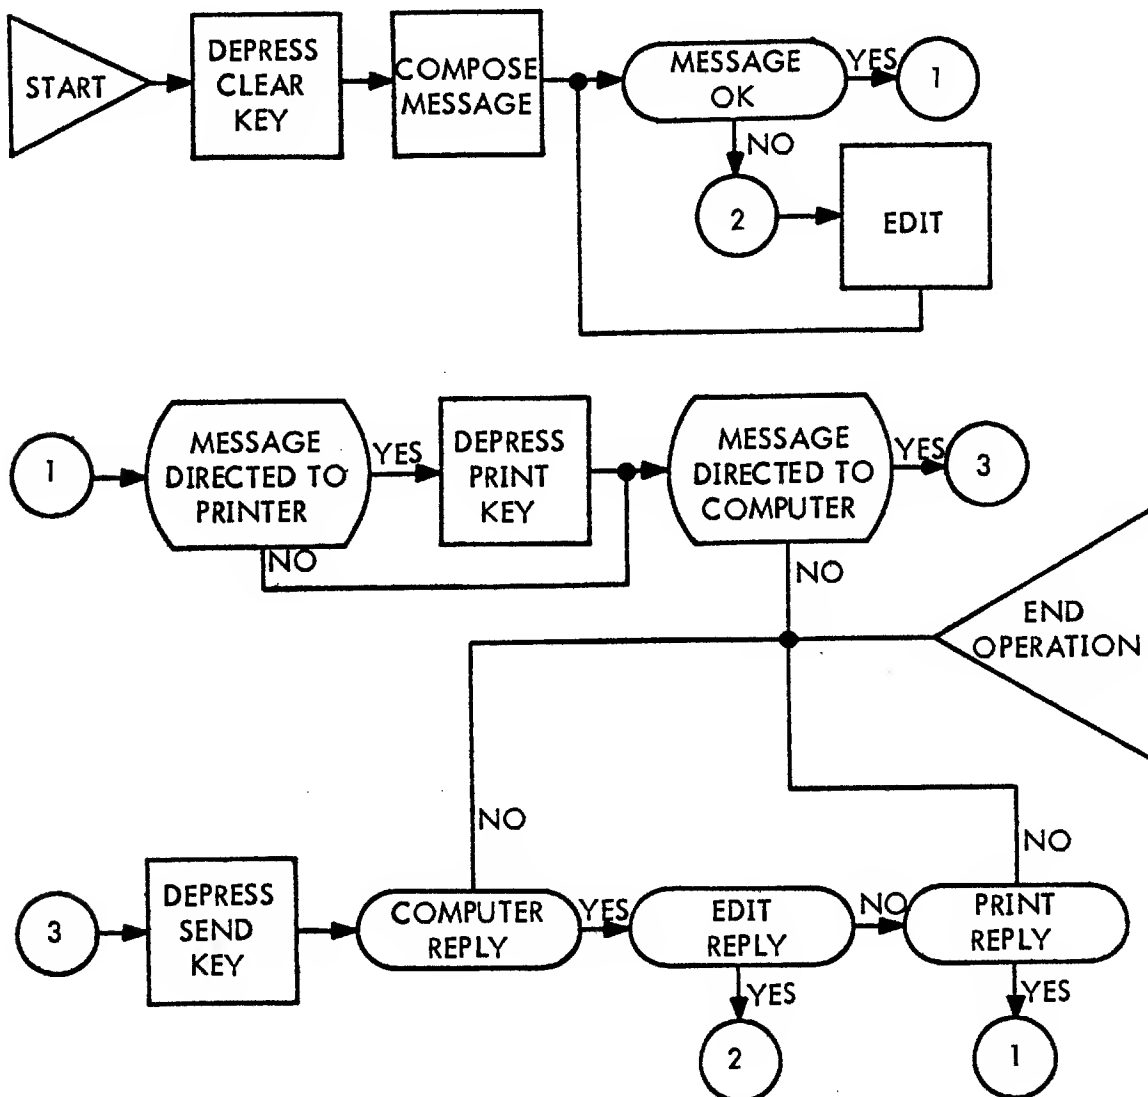 START
DEPRESS
CLEAR
KEY
COMPOSE
MESSAGE
MESSAGE
OK
YES
1
NO
2
EDIT
1
MESSAGE
DIRECTED TO
PRINTER
YES
NO
DEPRESS
PRINT
KEY
MESSAGE
DIRECTED TO
COMPUTER
YES
3
NO
END
OPERATION
NO
NO
3
DEPRESS
SEND
KEY
COMPUTER
REPLY
YES
EDIT
REPLY
NO
PRINT
REPLY
YES
2
YES
1